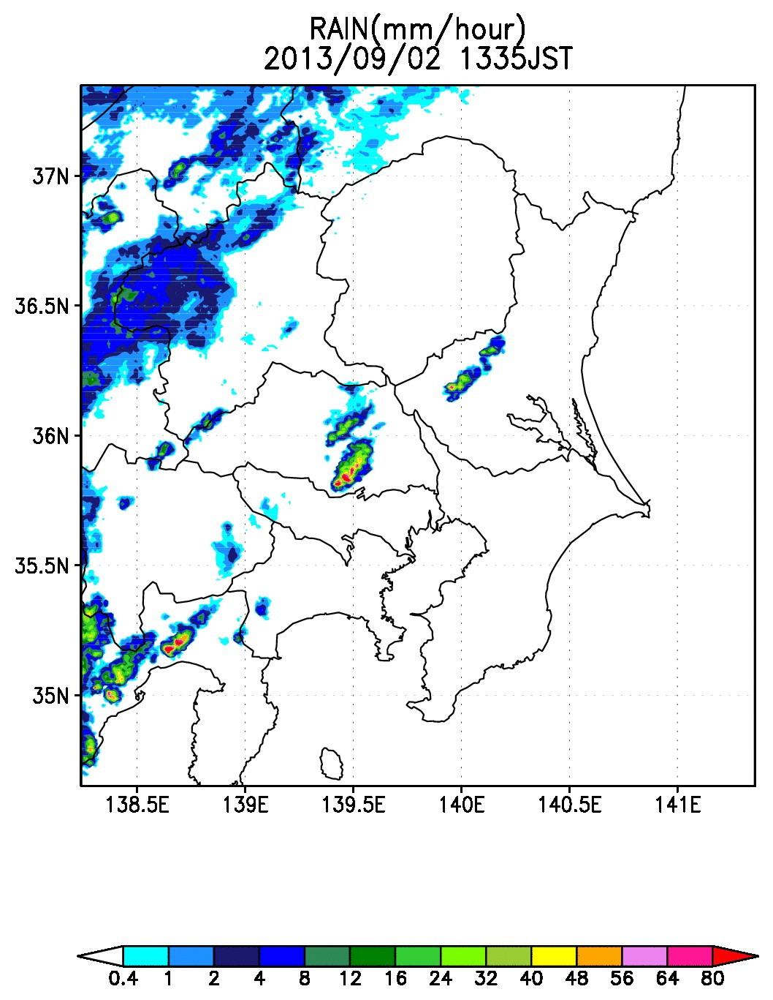 RAIN(mm/hour)
2013/09/02 1335JST
37N
36.5N
36N
35.5N
35N
138.5E 139E 139.5E 140E 140.5E 141E
0.4 1 2 4 8 12 16 24 32 40 48 56 64 80